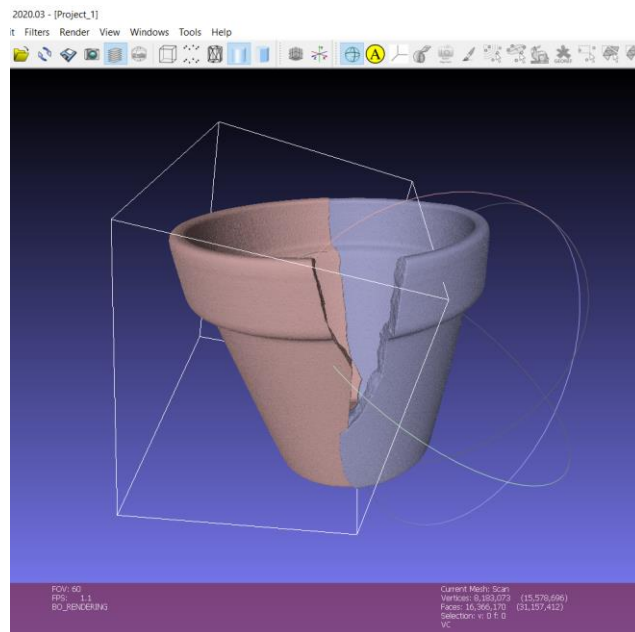 2020.03 - [Project_1]
t Filters Render View Windows Tools Help
A
FOV: 60
FPS: 1.1
BO_RENDERING
Current Mesh: Scan
Vertices: 8,183,073 (15,578,696)
Faces: 16,366,170 (31,157,412)
Selection: v: 0 f: 0
VC